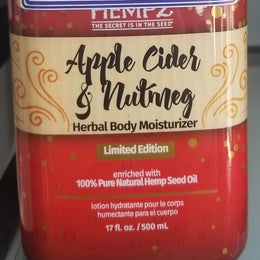 HEMPZ
THE SECRET IS IN THE SEED®
Apple Cider
& Nutmeg
Herbal Body Moisturizer
Limited Edition
enriched with
100% Pure Natural Hemp Seed Oil
lotion hydratante pour le corps
humectante para el cuerpo
17 fl. oz. / 500 mL